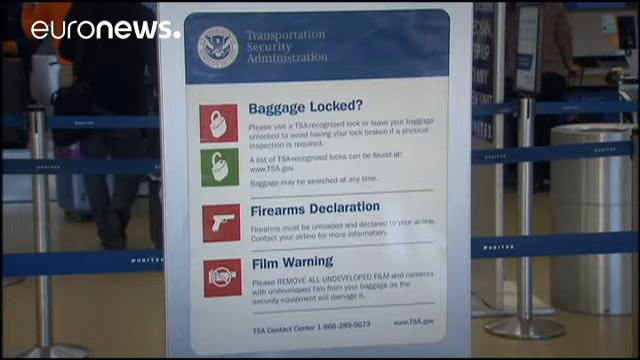 euronews.
Transportation
Security
Administration
Baggage Locked?
Please use a TSA-recognized lock or leave your baggage
unlocked to avoid having your lock broken if a physical
inspection is required.
A list of TSA-recognized locks can be found at:
www.TSA.gov.
Baggage may be searched at any time.
Firearms Declaration
Firearms must be unloaded and declared to your airline.
Contact your airline for more information.
Film Warning
Please REMOVE ALL UNDEVELOPED FILM and cameras
with undeveloped film from your baggage as the
security equipment will damage it.
TSA Contact Center 1-866-289-9673 www.TSA.gov
UNITED
UNITED
UNITED